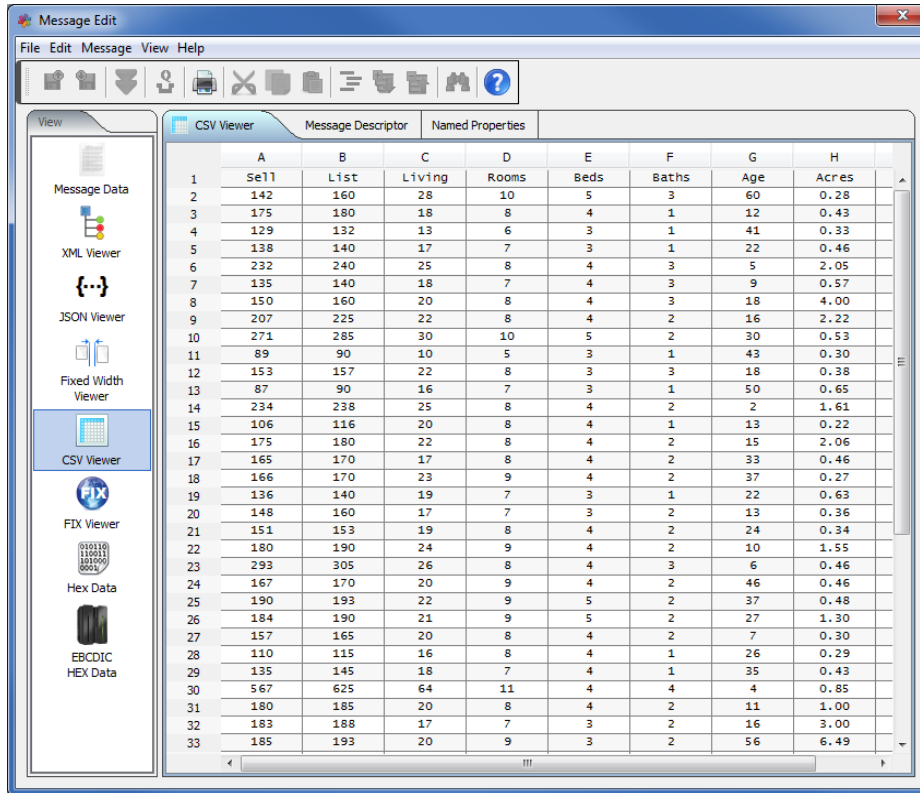 Message Edit
File Edit Message View Help
View
Message Data
XML Viewer
{...}
JSON Viewer
Fixed Width
Viewer
CSV Viewer
FIX
FIX Viewer
010110
110011
101000
0001
Hex Data
EBCDIC
HEX Data
CSV Viewer Message Descriptor Named Properties
A B C D E F G H
1 Sell List Living Rooms Beds Baths Age Acres
2 142 160 28 10 5 3 60 0.28
3 175 180 18 8 4 1 12 0.43
4 129 132 13 6 3 1 41 0.33
5 138 140 17 7 3 1 22 0.46
6 232 240 25 8 4 3 5 2.05
7 135 140 18 7 4 3 9 0.57
8 150 160 20 8 4 3 18 4.00
9 207 225 22 8 4 2 16 2.22
10 271 285 30 10 5 2 30 0.53
11 89 90 10 5 3 1 43 0.30
12 153 157 22 8 3 3 18 0.38
13 87 90 16 7 3 1 50 0.65
14 234 238 25 8 4 2 2 1.61
15 106 116 20 8 4 1 13 0.22
16 175 180 22 8 4 2 15 2.06
17 165 170 17 8 4 2 33 0.46
18 166 170 23 9 4 2 37 0.27
19 136 140 19 7 3 1 22 0.63
20 148 160 17 7 3 2 13 0.36
21 151 153 19 8 4 2 24 0.34
22 180 190 24 9 4 2 10 1.55
23 293 305 26 8 4 3 6 0.46
24 167 170 20 9 4 2 46 0.46
25 190 193 22 9 5 2 37 0.48
26 184 190 21 9 5 2 27 1.30
27 157 165 20 8 4 2 7 0.30
28 110 115 16 8 4 1 26 0.29
29 135 145 18 7 4 1 35 0.43
30 567 625 64 11 4 4 4 0.85
31 180 185 20 8 4 2 11 1.00
32 183 188 17 7 3 2 16 3.00
33 185 193 20 9 3 2 56 6.49